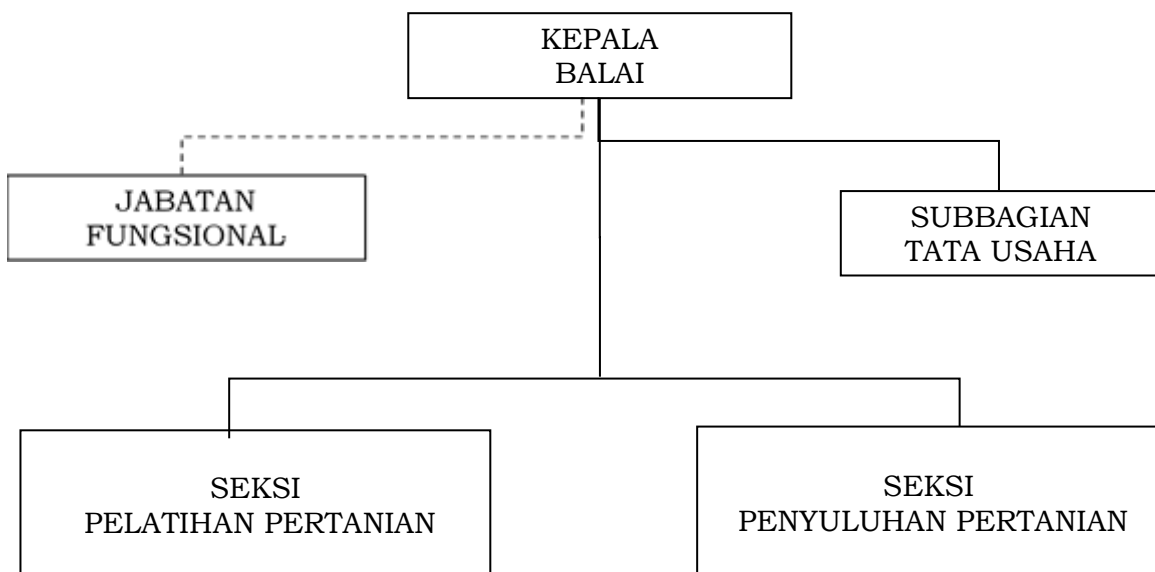 KEPALA
BALAI
JABATAN
FUNGSIONAL
SUBBAGIAN
TATA USAHA
SEKSI
PELATIHAN PERTANIAN
SEKSI
PENYULUHAN PERTANIAN